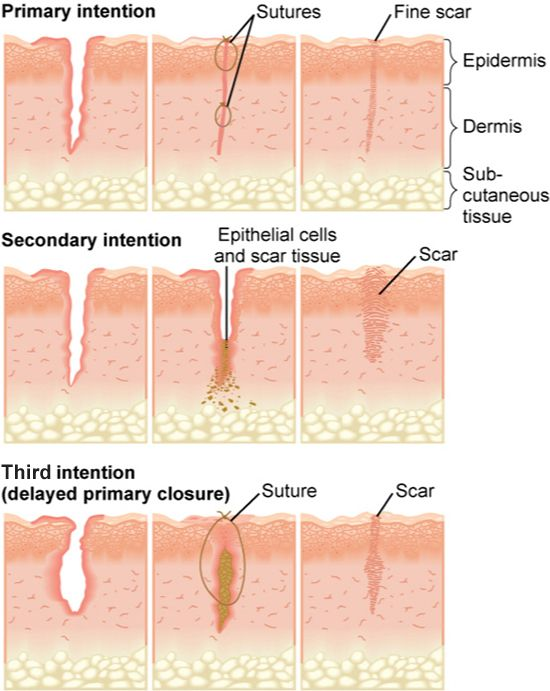 Primary intention
Sutures
Fine scar
Epidermis
Dermis
Sub-
cutaneous
tissue
Secondary intention
Epithelial cells
and scar tissue
Scar
Third intention
(delayed primary closure)
Suture
Scar